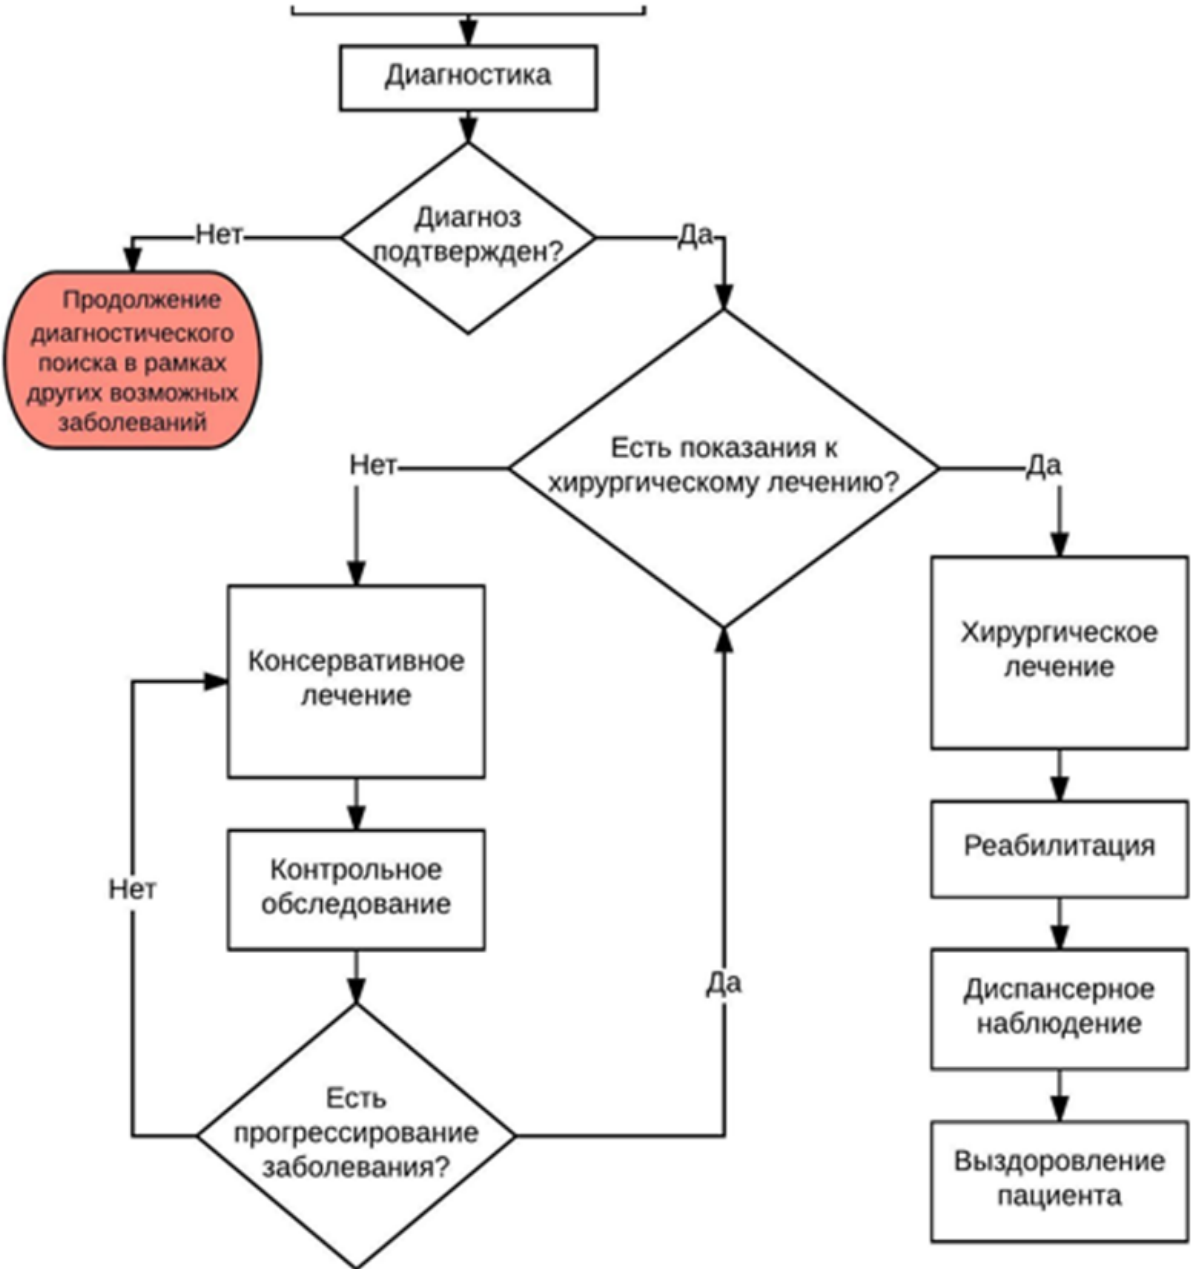 Диагностика
Диагноз
подтвержден?
Нет
Да
Продолжение
диагностического
поиска в рамках
других возможных
заболеваний
Есть показания к
хирургическому лечению?
Нет
Да
Консервативное
лечение
Хирургическое
лечение
Контрольное
обследование
Реабилитация
Нет
Да
Диспансерное
наблюдение
Есть
прогрессирование
заболевания?
Выздоровление
пациента